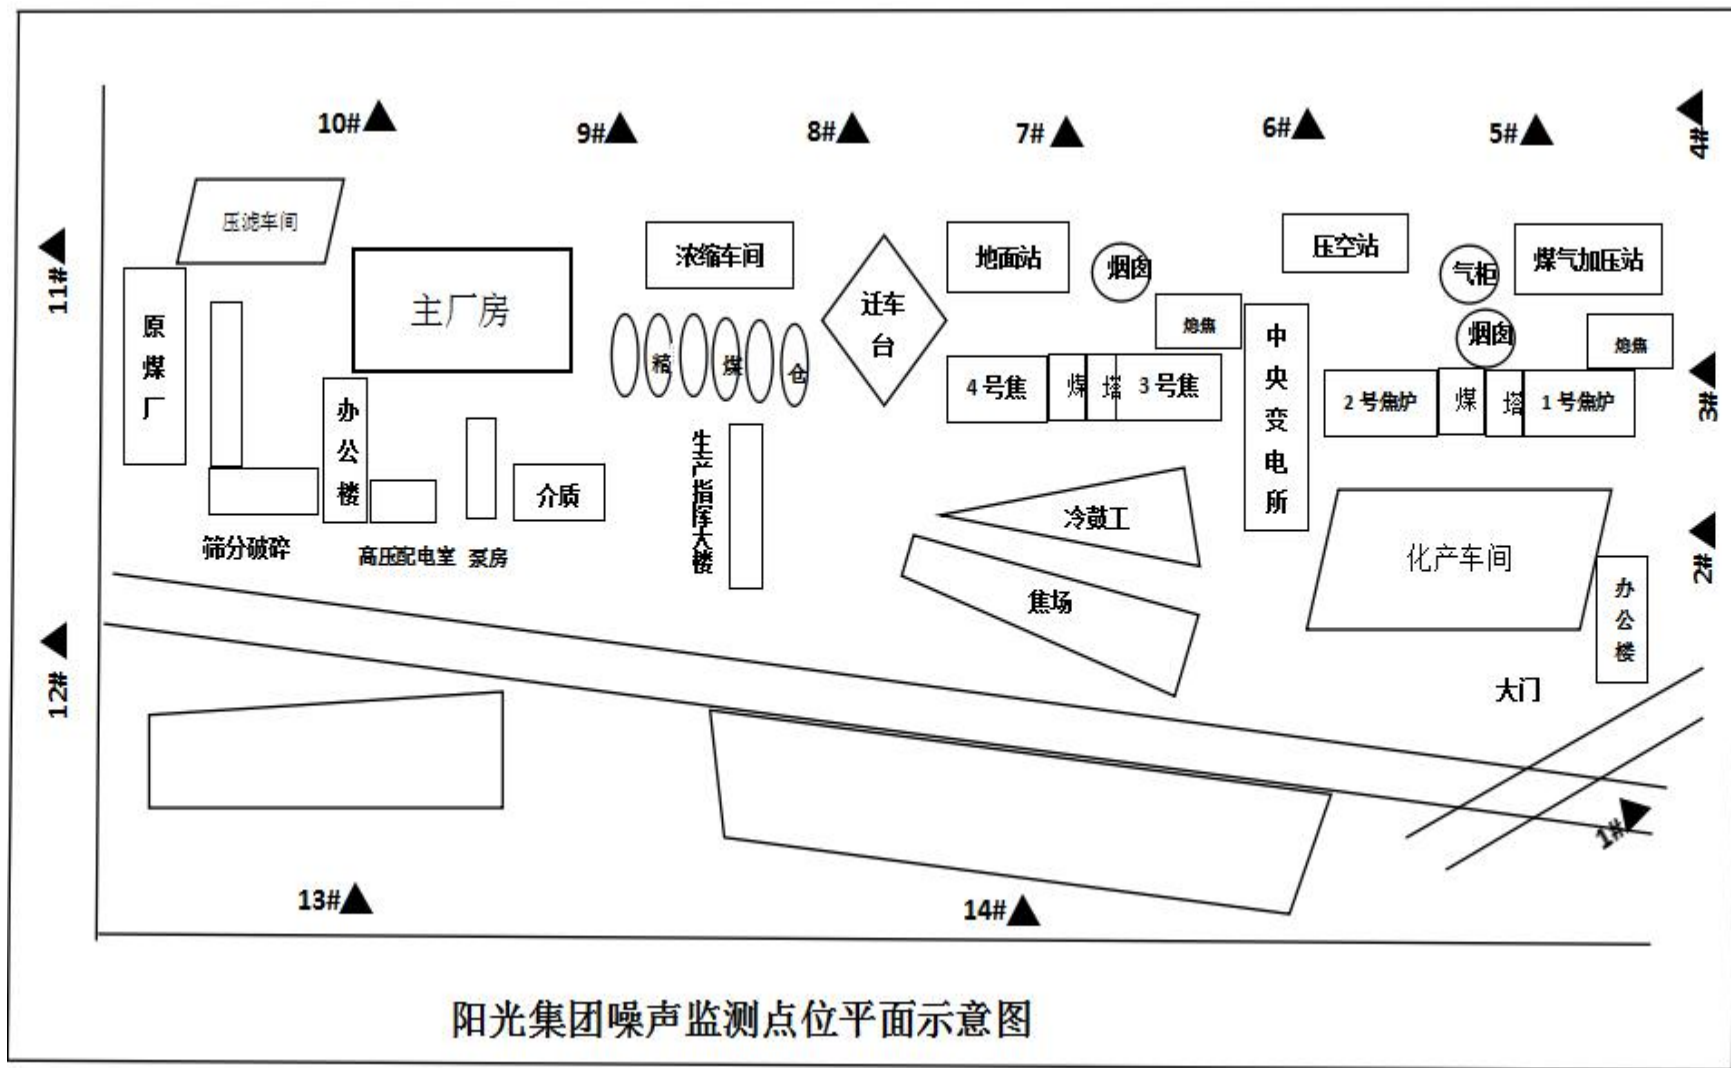 10#
9#
8#
7#
6#
5#
4#
压滤车间
浓缩车间
地面站
烟囱
压空站
气柜
煤气加压站
11#
原煤厂
主厂房
精煤仓
迁车
台
熄焦
中央变电所
烟囱
熄焦
4号焦
煤塔
3号焦
2号焦炉
煤塔
1号焦炉
3#
办公楼
生产指挥大楼
介质
冷鼓工
筛分破碎
高压配电室
泵房
化产车间
2#
焦场
办公楼
12#
大门
1#
13#
14#
阳光集团噪声监测点位平面示意图